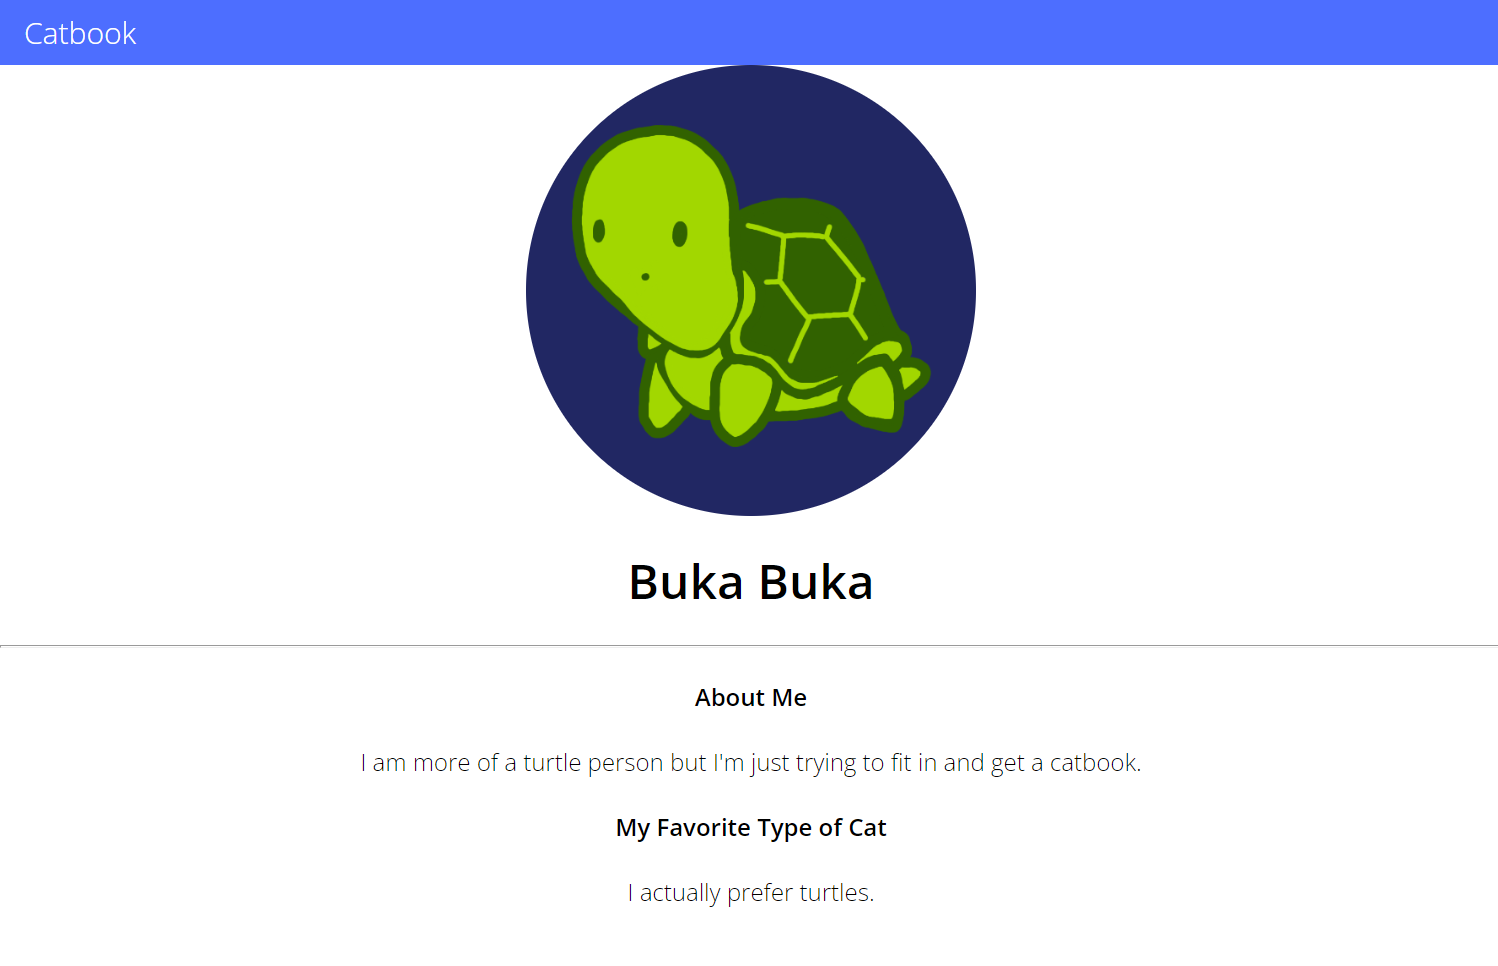 Catbook
Buka Buka
About Me
I am more of a turtle person but I'm just trying to fit in and get a catbook.
My Favorite Type of Cat
I actually prefer turtles.